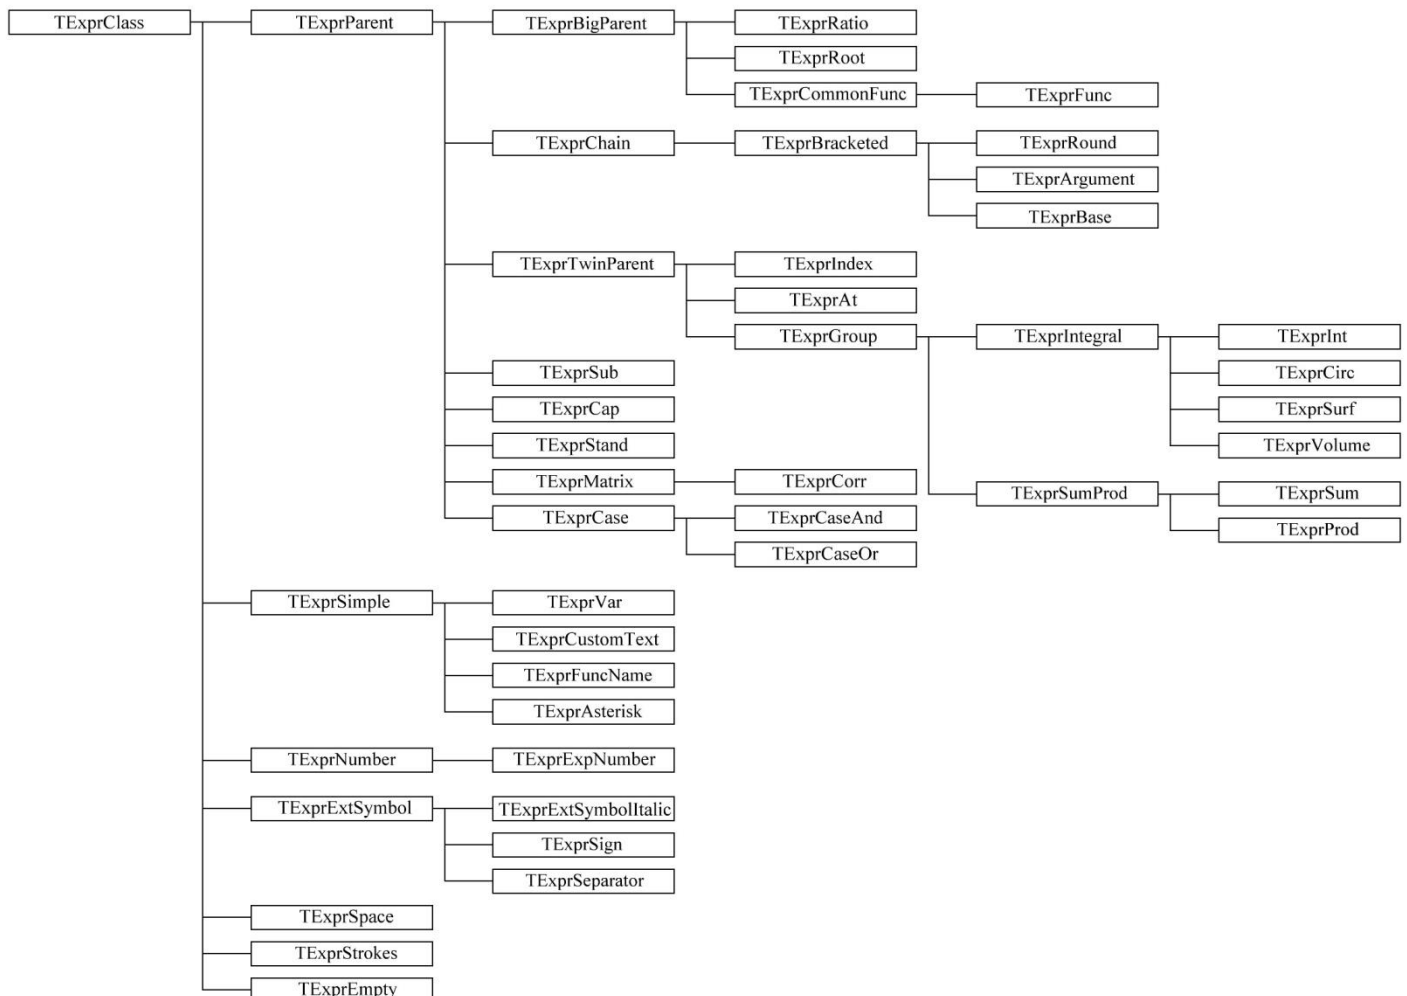 TExprClass
TExprParent
TExprBigParent
TExprRatio
TExprRoot
TExprCommonFunc
TExprFunc
TExprChain
TExprBracketed
TExprRound
TExprArgument
TExprBase
TExprTwinParent
TExprIndex
TExprAt
TExprGroup
TExprIntegral
TExprInt
TExprCirc
TExprSurf
TExprVolume
TExprSumProd
TExprSum
TExprProd
TExprSub
TExprCap
TExprStand
TExprMatrix
TExprCorr
TExprCase
TExprCaseAnd
TExprCaseOr
TExprSimple
TExprVar
TExprCustomText
TExprFuncName
TExprAsterisk
TExprNumber
TExprExpNumber
TExprExtSymbol
TExprExtSymbolItalic
TExprSign
TExprSeparator
TExprSpace
TExprStrokes
TExprEmpty